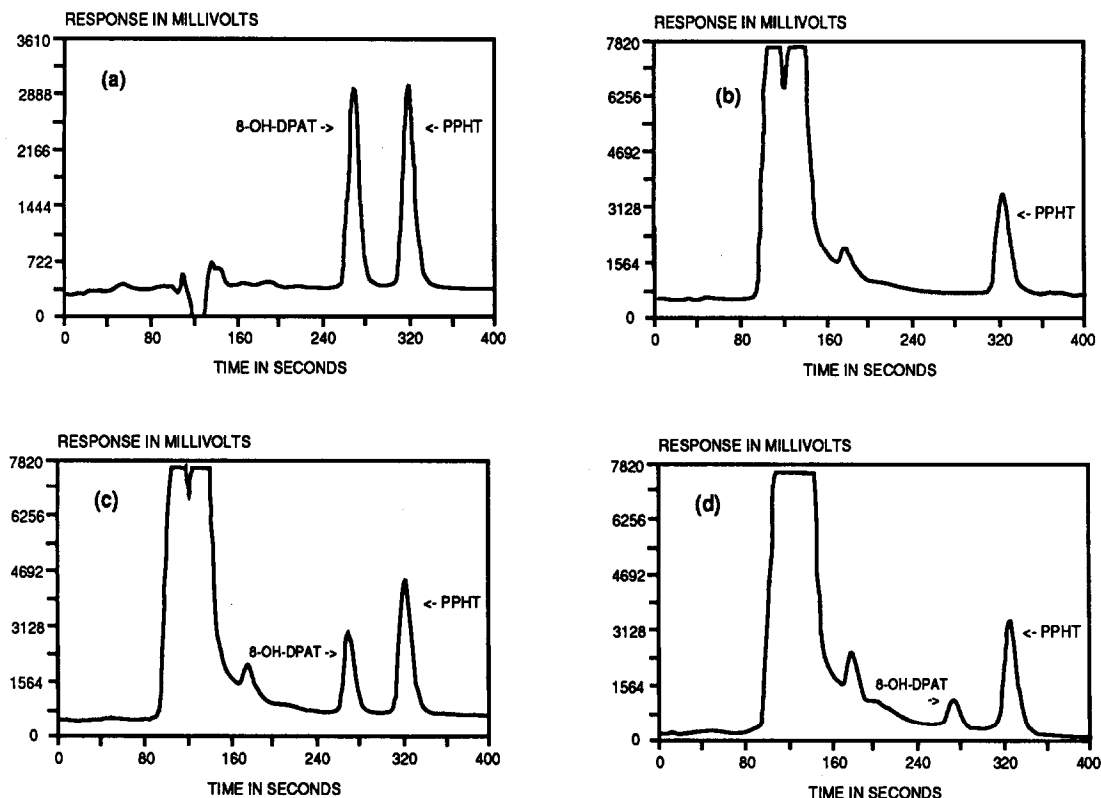 RESPONSE IN MILLIVOLTS
3610
2888
2166
1444
722
0
(a)
8-OH-DPAT ->
<- PPHT
0 80 160 240 320 400
TIME IN SECONDS
RESPONSE IN MILLIVOLTS
7820
6256
4692
3128
1564
0
(b)
<- PPHT
0 80 160 240 320 400
TIME IN SECONDS
RESPONSE IN MILLIVOLTS
7820
6256
4692
3128
1564
0
(c)
8-OH-DPAT ->
<- PPHT
0 80 160 240 320 400
TIME IN SECONDS
RESPONSE IN MILLIVOLTS
7820
6256
4692
3128
1564
0
(d)
8-OH-DPAT
->
<- PPHT
0 80 160 240 320 400
TIME IN SECONDS